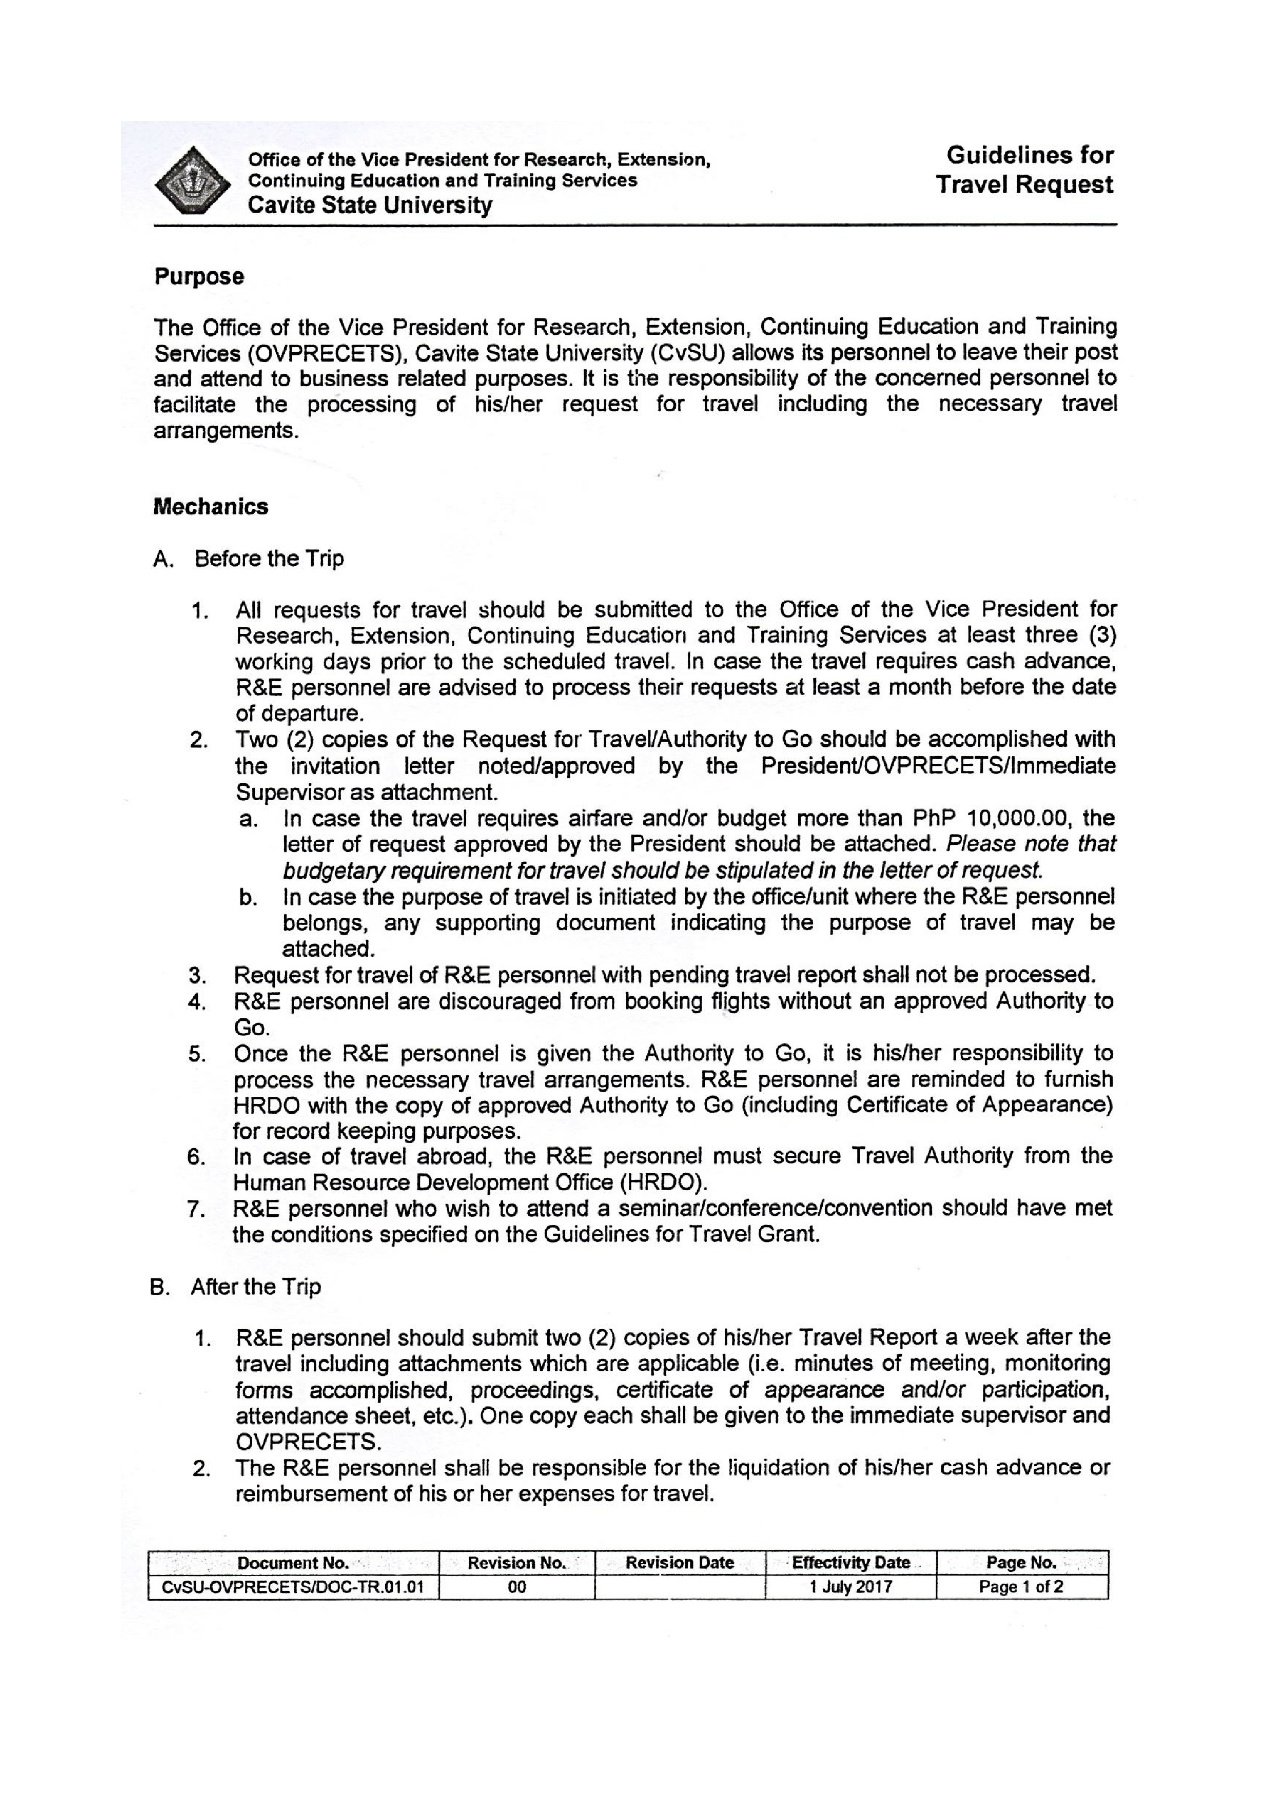 Office of the Vice President for Research, Extension,
Continuing Education and Training Services
Cavite State University
Guidelines for
Travel Request
Purpose
The Office of the Vice President for Research, Extension, Continuing Education and Training
Services (OVPRECETS), Cavite State University (CvSU) allows its personnel to leave their post
and attend to business related purposes. It is the responsibility of the concerned personnel to
facilitate the processing of his/her request for travel including the necessary travel
arrangements.
Mechanics
A. Before the Trip
1. All requests for travel should be submitted to the Office of the Vice President for
Research, Extension, Continuing Education and Training Services at least three (3)
working days prior to the scheduled travel. In case the travel requires cash advance,
R&E personnel are advised to process their requests at least a month before the date
of departure.
2. Two (2) copies of the Request for Travel/Authority to Go should be accomplished with
the invitation letter noted/approved by the President/OVPRECETS/Immediate
Supervisor as attachment.
a. In case the travel requires airfare and/or budget more than PhP 10,000.00, the
letter of request approved by the President should be attached. Please note that
budgetary requirement for travel should be stipulated in the letter of request.
b. In case the purpose of travel is initiated by the office/unit where the R&E personnel
belongs, any supporting document indicating the purpose of travel may be
attached.
3. Request for travel of R&E personnel with pending travel report shall not be processed.
4. R&E personnel are discouraged from booking flights without an approved Authority to
Go.
5. Once the R&E personnel is given the Authority to Go, it is his/her responsibility to
process the necessary travel arrangements. R&E personnel are reminded to furnish
HRDO with the copy of approved Authority to Go (including Certificate of Appearance)
for record keeping purposes.
6. In case of travel abroad, the R&E personnel must secure Travel Authority from the
Human Resource Development Office (HRDO).
7. R&E personnel who wish to attend a seminar/conference/convention should have met
the conditions specified on the Guidelines for Travel Grant.
B. After the Trip
1. R&E personnel should submit two (2) copies of his/her Travel Report a week after the
travel including attachments which are applicable (i.e. minutes of meeting, monitoring
forms accomplished, proceedings, certificate of appearance and/or participation,
attendance sheet, etc.). One copy each shall be given to the immediate supervisor and
OVPRECETS.
2. The R&E personnel shall be responsible for the liquidation of his/her cash advance or
reimbursement of his or her expenses for travel.
Document No. Revision No. Revision Date Effectivity Date Page No.
CvSU-OVPRECETS/DOC-TR.01.01 00 1 July 2017 Page 1 of 2